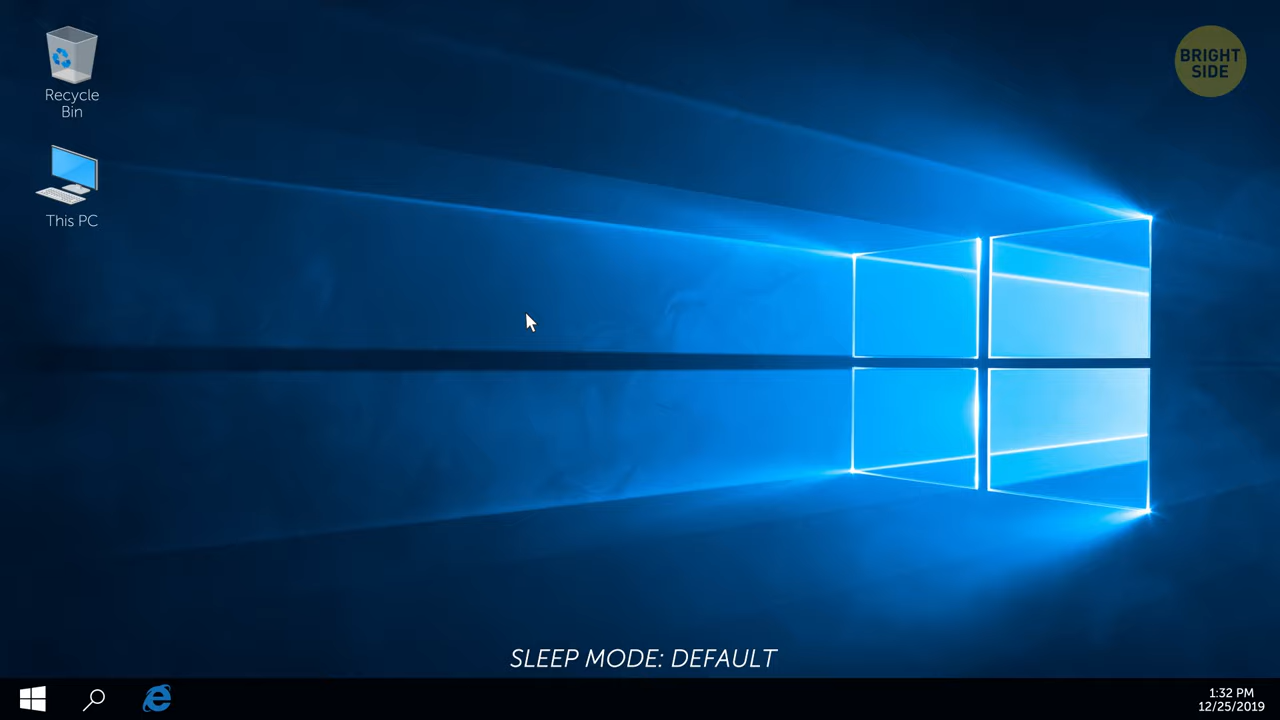 Recycle
Bin
This PC
BRIGHT
SIDE
SLEEP MODE: DEFAULT
1:32 PM
12/25/2019